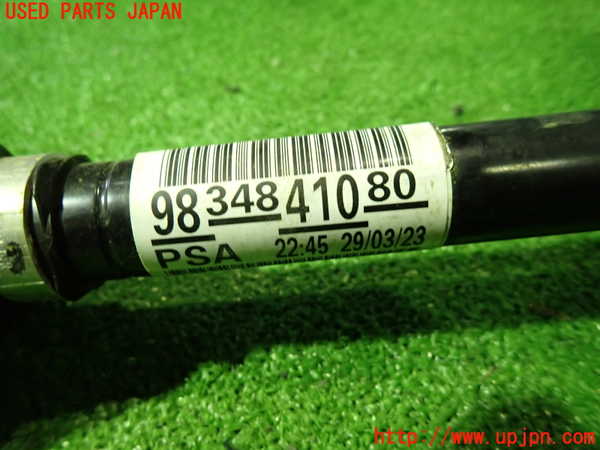 USED PARTS JAPAN
98 348 410 80
PSA 22:45 29/03/23
http://www.upjpn.com/